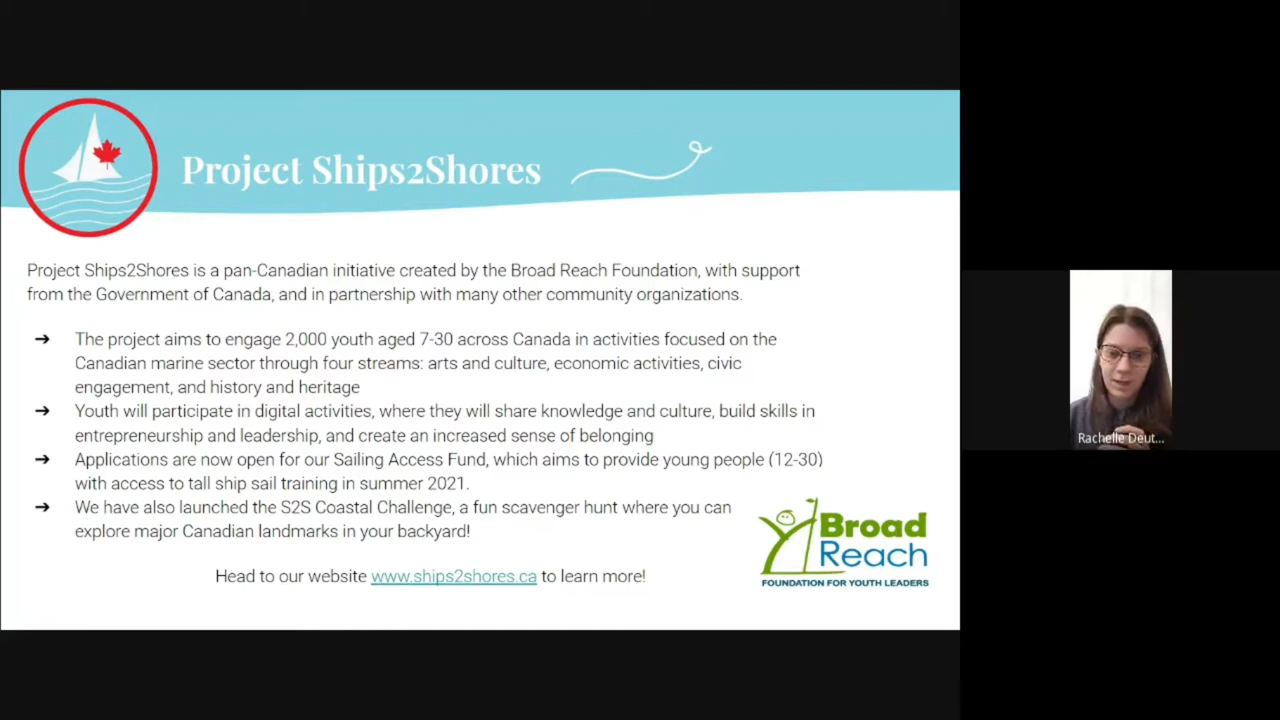 Project Ships2Shores
Project Ships2Shores is a pan-Canadian initiative created by the Broad Reach Foundation, with support
from the Government of Canada, and in partnership with many other community organizations.
➔ The project aims to engage 2,000 youth aged 7-30 across Canada in activities focused on the
Canadian marine sector through four streams: arts and culture, economic activities, civic
engagement, and history and heritage
➔ Youth will participate in digital activities, where they will share knowledge and culture, build skills in
entrepreneurship and leadership, and create an increased sense of belonging
➔ Applications are now open for our Sailing Access Fund, which aims to provide young people (12-30)
with access to tall ship sail training in summer 2021.
➔ We have also launched the S2S Coastal Challenge, a fun scavenger hunt where you can
explore major Canadian landmarks in your backyard!
Head to our website www.ships2shores.ca to learn more!
Broad
Reach
FOUNDATION FOR YOUTH LEADERS
Rachelle Deut...